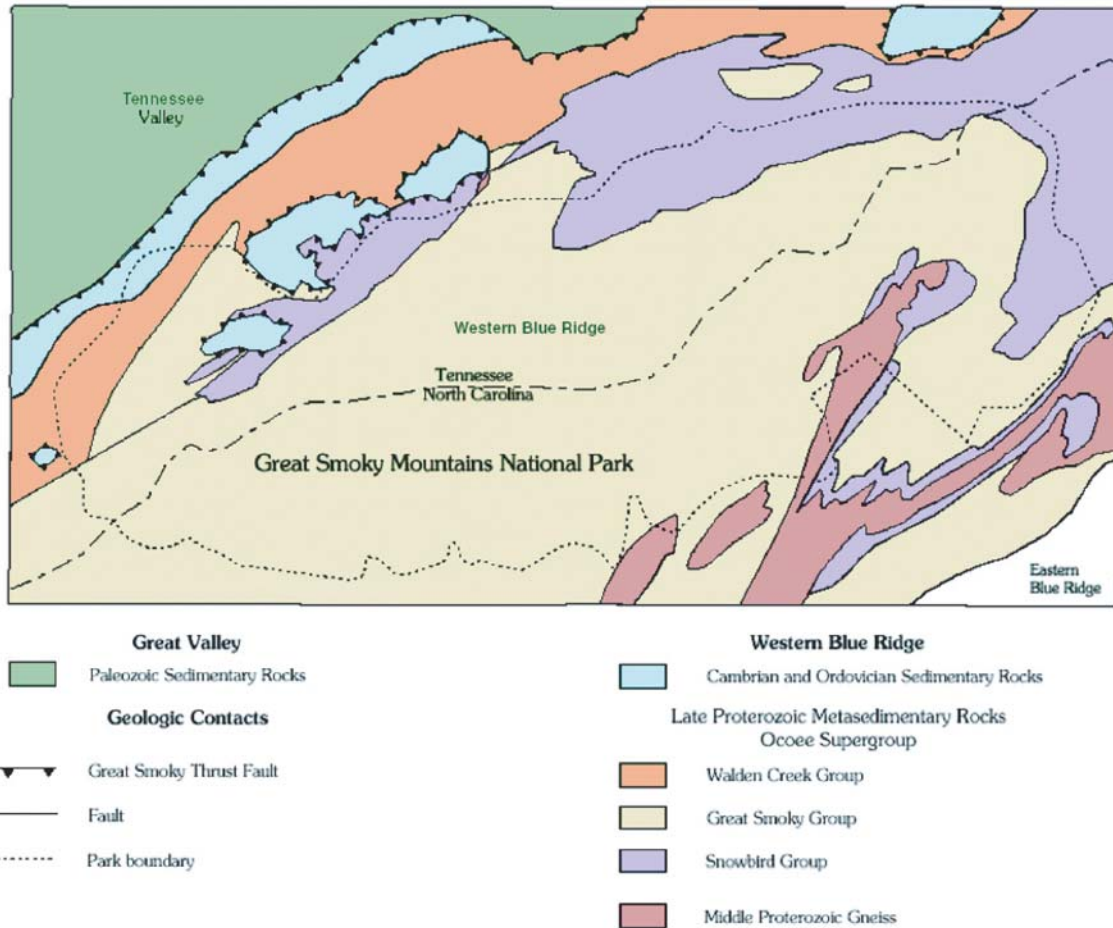 Tennessee
Valley
Western Blue Ridge
Tennessee
North Carolina
Great Smoky Mountains National Park
Eastern
Blue Ridge
Great Valley
Paleozoic Sedimentary Rocks
Geologic Contacts
Great Smoky Thrust Fault
Fault
Park boundary
Western Blue Ridge
Cambrian and Ordovician Sedimentary Rocks
Late Proterozoic Metasedimentary Rocks
Ocoee Supergroup
Walden Creek Group
Great Smoky Group
Snowbird Group
Middle Proterozoic Gneiss